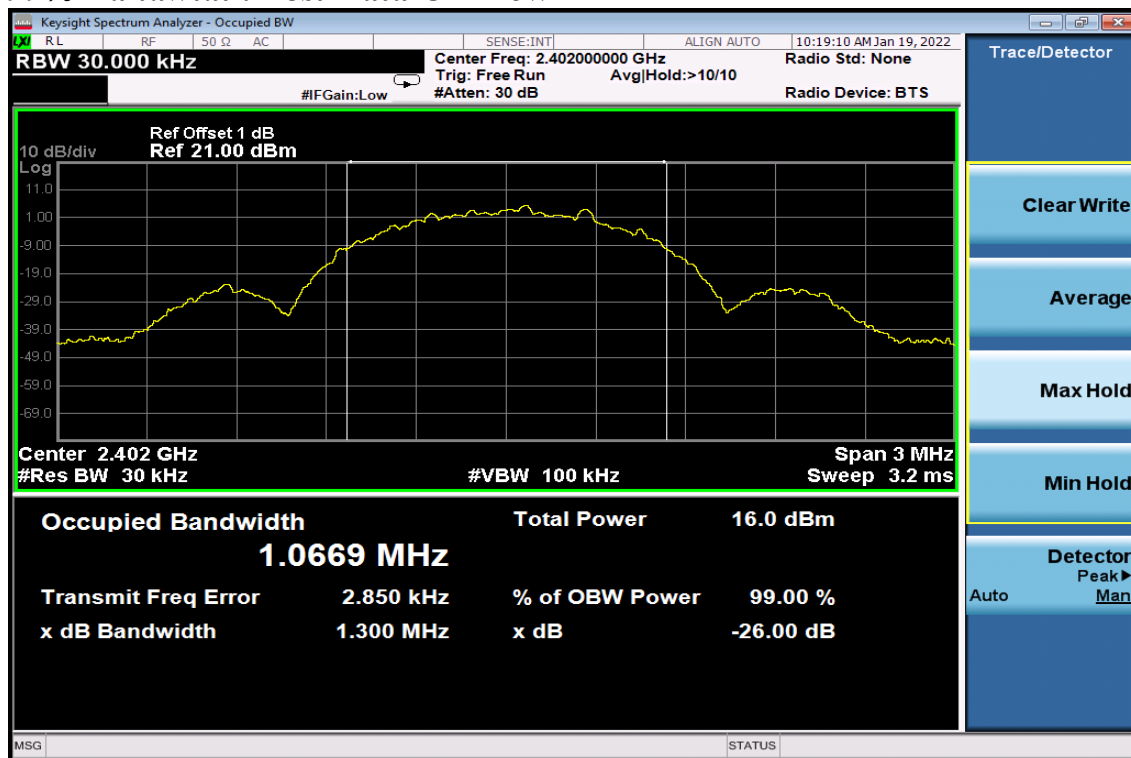 Keysight Spectrum Analyzer - Occupied BW
LXI RL RF 50 Ω AC SENSE:INT ALIGN AUTO 10:19:10 AM Jan 19, 2022
RBW 30.000 kHz
Center Freq: 2.402000000 GHz
Radio Std: None
Trig: Free Run Avg|Hold:>10/10
#IFGain:Low #Atten: 30 dB Radio Device: BTS
Ref Offset 1 dB
10 dB/div Ref 21.00 dBm
Log
11.0
1.00
-9.00
-19.0
-29.0
-39.0
-49.0
-59.0
-69.0
Center 2.402 GHz Span 3 MHz
#Res BW 30 kHz #VBW 100 kHz Sweep 3.2 ms
Occupied Bandwidth Total Power 16.0 dBm
1.0669 MHz
Transmit Freq Error 2.850 kHz % of OBW Power 99.00 %
x dB Bandwidth 1.300 MHz x dB -26.00 dB
MSG STATUS
Trace/Detector
Clear Write
Average
Max Hold
Min Hold
Detector
Peak▶
Auto Man